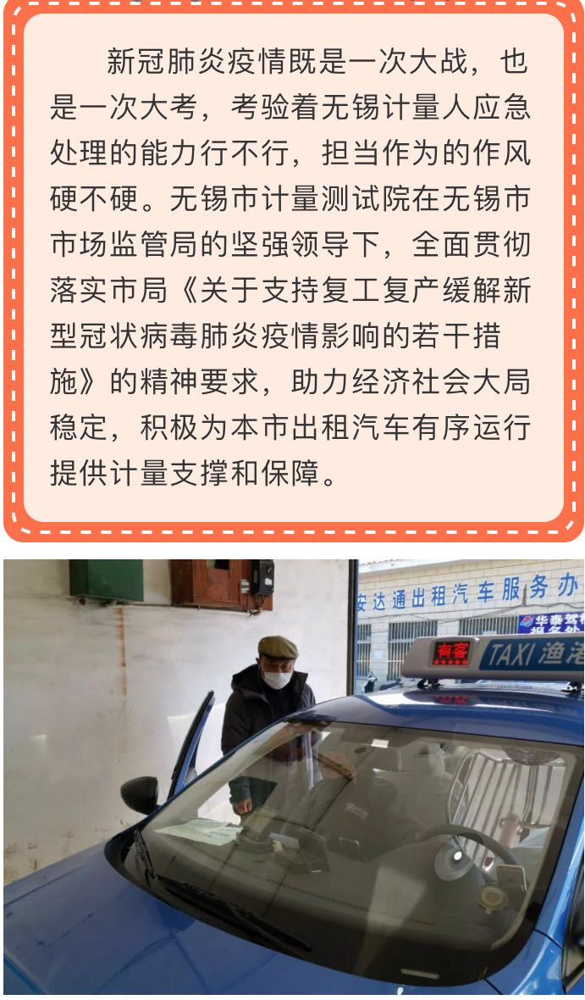 新冠肺炎疫情既是一次大战，也
是一次大考，考验着无锡计量人应急
处理的能力行不行，担当作为的作风
硬不硬。无锡市计量测试院在无锡市
市场监管局的坚强领导下，全面贯彻
落实市局《关于支持复工复产缓解新
型冠状病毒肺炎疫情影响的若干措
施》的精神要求，助力经济社会大局
稳定，积极为本市出租汽车有序运行
提供计量支撑和保障。
安达通出租汽车服务办
华泰驾
报名处
有客
TAXI 渔港